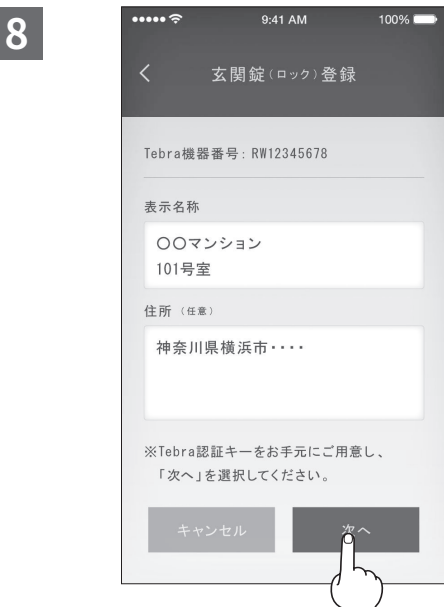 8
●●●●● 9:41 AM 100%
玄関錠(ロック)登録
Tebra機器番号: RW12345678
表示名称
〇〇マンション
101号室
住所 (任意)
神奈川県横浜市・・・・
※Tebra認証キーをお手元にご用意し、
「次へ」を選択してください。
キャンセル 次へ